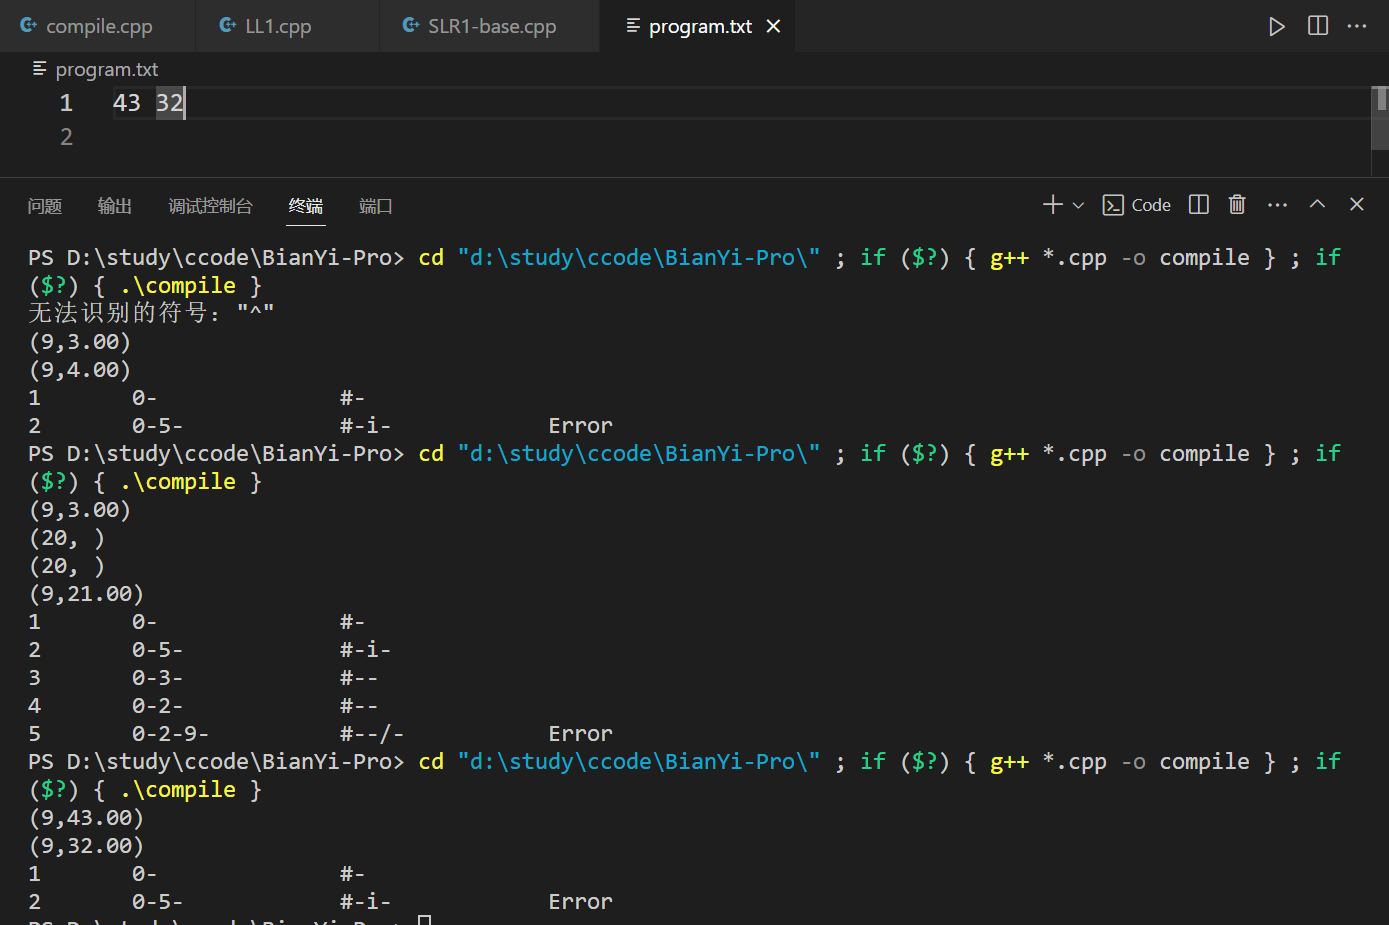 compile.cpp LL1.cpp SLR1-base.cpp program.txt
program.txt
1 43 32
2
问题 输出 调试控制台 终端 端口 Code
PS D:\study\ccode\BianYi-Pro> cd "d:\study\ccode\BianYi-Pro\" ; if ($?) { g++ *.cpp -o compile } ; if
($?) { .\compile }
无法识别的符号："^"
(9,3.00)
(9,4.00)
1 0- #-
2 0-5- #-i- Error
PS D:\study\ccode\BianYi-Pro> cd "d:\study\ccode\BianYi-Pro\" ; if ($?) { g++ *.cpp -o compile } ; if
($?) { .\compile }
(9,3.00)
(20, )
(20, )
(9,21.00)
1 0- #-
2 0-5- #-i-
3 0-3- #--
4 0-2- #--
5 0-2-9- #--/- Error
PS D:\study\ccode\BianYi-Pro> cd "d:\study\ccode\BianYi-Pro\" ; if ($?) { g++ *.cpp -o compile } ; if
($?) { .\compile }
(9,43.00)
(9,32.00)
1 0- #-
2 0-5- #-i- Error
PS D:\study\ccode\BianYi-Pro>